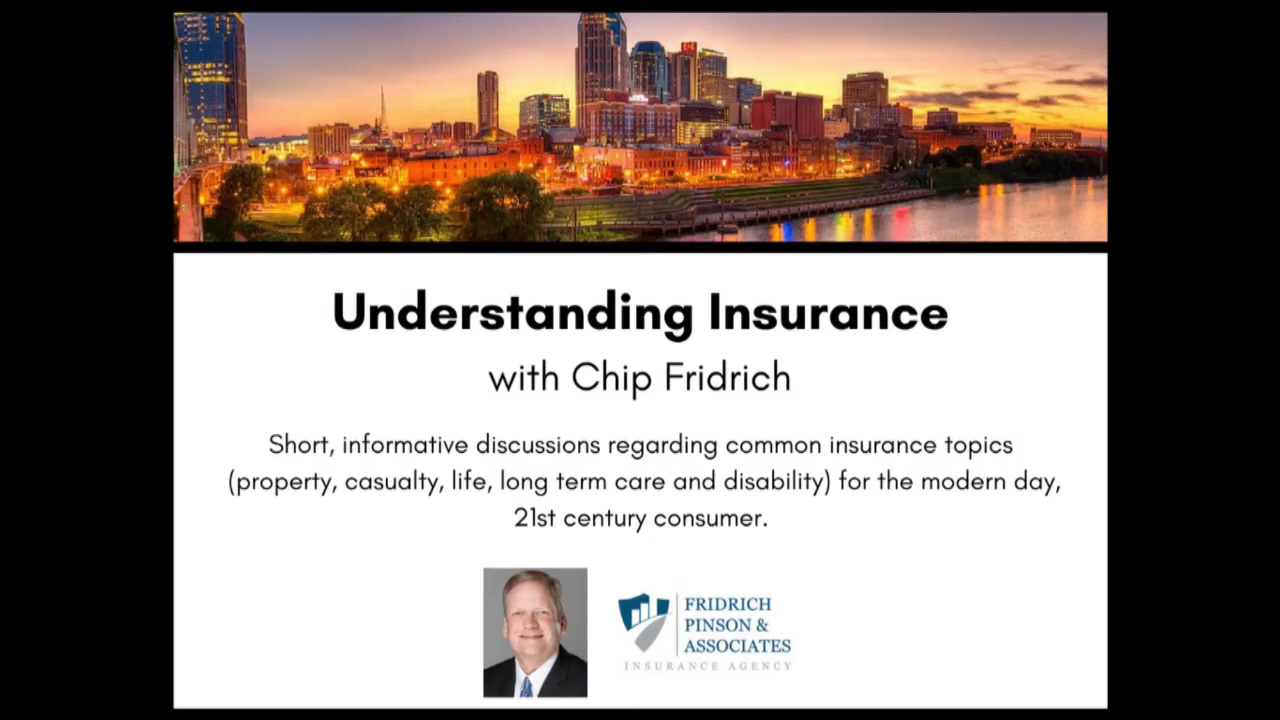 Understanding Insurance
with Chip Fridrich
Short, informative discussions regarding common insurance topics
(property, casualty, life, long term care and disability) for the modern day,
21st century consumer.
FRIDRICH
PINSON &
ASSOCIATES
INSURANCE AGENCY